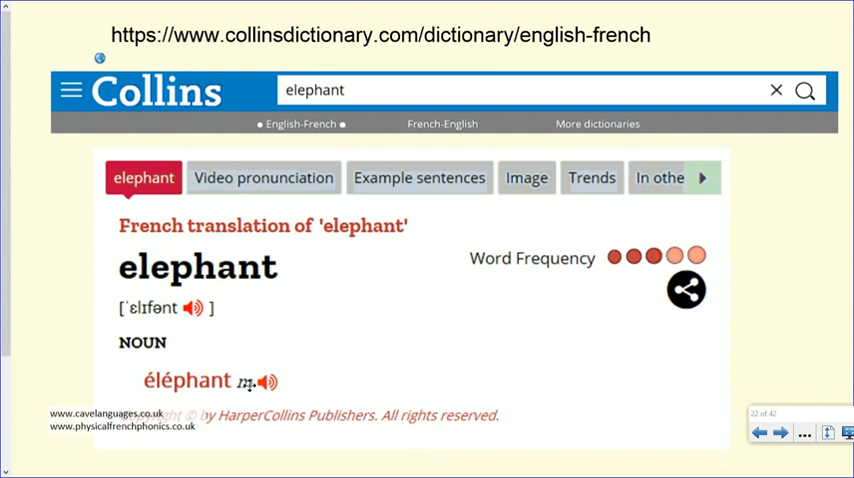 https://www.collinsdictionary.com/dictionary/english-french
Collins
elephant
English-French
French-English
More dictionaries
elephant
Video pronunciation
Example sentences
Image
Trends
In othe
French translation of 'elephant'
elephant
Word Frequency
[ˈɛlɪfənt ]
NOUN
éléphant m.
www.cavelanguages.co.uk
© by HarperCollins Publishers. All rights reserved.
www.physicalfrenchphonics.co.uk
22 of 42